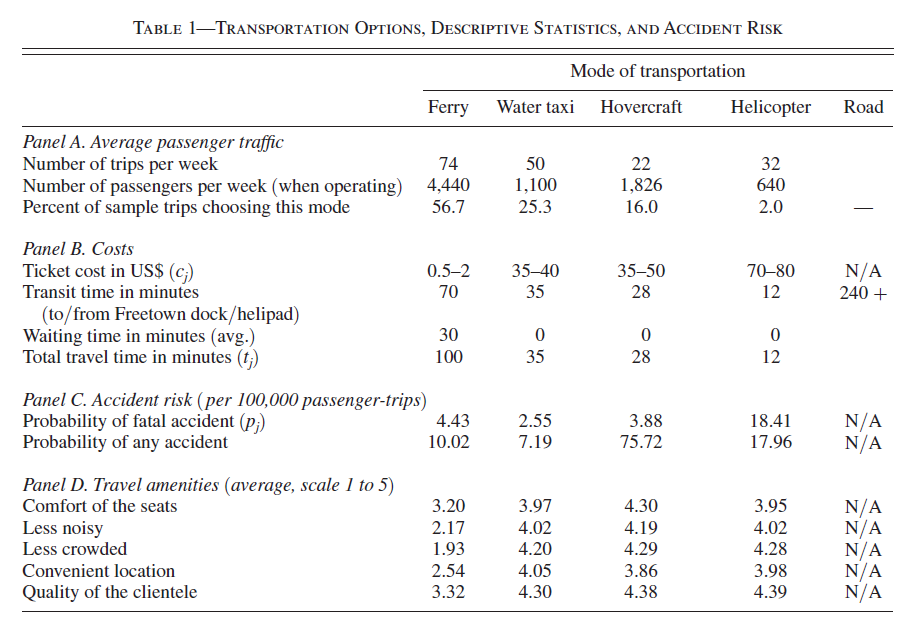 TABLE 1—TRANSPORTATION OPTIONS, DESCRIPTIVE STATISTICS, AND ACCIDENT RISK
Mode of transportation
Ferry Water taxi Hovercraft Helicopter Road
Panel A. Average passenger traffic
Number of trips per week 74 50 22 32
Number of passengers per week (when operating) 4,440 1,100 1,826 640
Percent of sample trips choosing this mode 56.7 25.3 16.0 2.0 —
Panel B. Costs
Ticket cost in US$ (cj) 0.5–2 35–40 35–50 70–80 N/A
Transit time in minutes 70 35 28 12 240 +
(to/from Freetown dock/helipad)
Waiting time in minutes (avg.) 30 0 0 0
Total travel time in minutes (tj) 100 35 28 12
Panel C. Accident risk (per 100,000 passenger-trips)
Probability of fatal accident (pj) 4.43 2.55 3.88 18.41 N/A
Probability of any accident 10.02 7.19 75.72 17.96 N/A
Panel D. Travel amenities (average, scale 1 to 5)
Comfort of the seats 3.20 3.97 4.30 3.95 N/A
Less noisy 2.17 4.02 4.19 4.02 N/A
Less crowded 1.93 4.20 4.29 4.28 N/A
Convenient location 2.54 4.05 3.86 3.98 N/A
Quality of the clientele 3.32 4.30 4.38 4.39 N/A